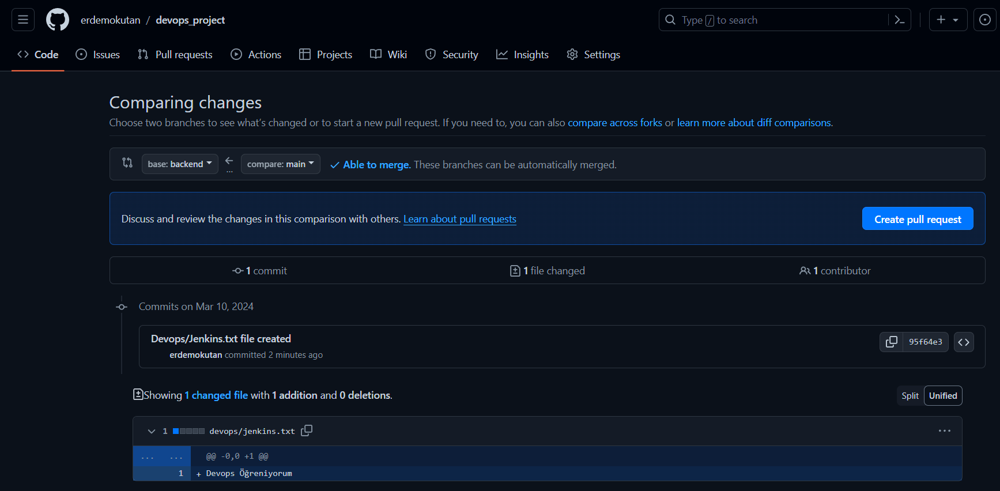 erdemokutan / devops_project
Type / to search
Code Issues Pull requests Actions Projects Wiki Security Insights Settings
Comparing changes
Choose two branches to see what's changed or to start a new pull request. If you need to, you can also compare across forks or learn more about diff comparisons.
base: backend ... compare: main Able to merge. These branches can be automatically merged.
Discuss and review the changes in this comparison with others. Learn about pull requests
Create pull request
1 commit 1 file changed 1 contributor
Commits on Mar 10, 2024
Devops/Jenkins.txt file created
erdemokutan committed 2 minutes ago
95f64e3
Showing 1 changed file with 1 addition and 0 deletions.
Split Unified
1 devops/jenkins.txt
... ... @@ -0,0 +1 @@
1 + Devops Öğreniyorum